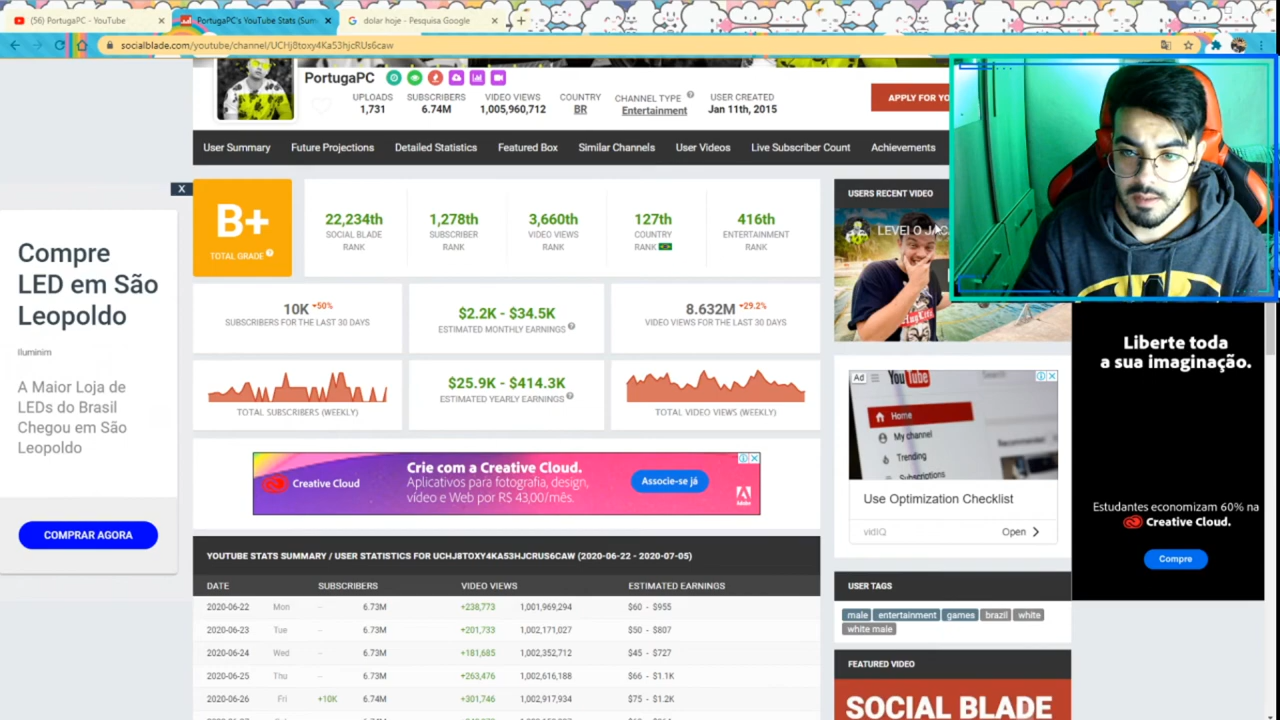 (56) PortugaPC - YouTube
PortugaPC's YouTube Stats (Sum
dolar hoje - Pesquisa Google
socialblade.com/youtube/channel/UCHj8toxy4Ka53hjcRUs6caw
PortugaPC
UPLOADS
1,731
SUBSCRIBERS
6.74M
VIDEO VIEWS
1,005,960,712
COUNTRY
BR
CHANNEL TYPE
Entertainment
USER CREATED
Jan 11th, 2015
APPLY FOR YO
User Summary
Future Projections
Detailed Statistics
Featured Box
Similar Channels
User Videos
Live Subscriber Count
Achievements
X
Compre
LED em São
Leopoldo
Iluminim
A Maior Loja de
LEDs do Brasil
Chegou em São
Leopoldo
COMPRAR AGORA
B+
TOTAL GRADE
22,234th
SOCIAL BLADE
RANK
1,278th
SUBSCRIBER
RANK
3,660th
VIDEO VIEWS
RANK
127th
COUNTRY
RANK
416th
ENTERTAINMENT
RANK
10K -50%
SUBSCRIBERS FOR THE LAST 30 DAYS
$2.2K - $34.5K
ESTIMATED MONTHLY EARNINGS
8.632M -29.2%
VIDEO VIEWS FOR THE LAST 30 DAYS
TOTAL SUBSCRIBERS (WEEKLY)
$25.9K - $414.3K
ESTIMATED YEARLY EARNINGS
TOTAL VIDEO VIEWS (WEEKLY)
Creative Cloud
Crie com a Creative Cloud.
Aplicativos para fotografia, design,
vídeo e Web por R$ 43,00/mês.
Associe-se já
Adobe
YOUTUBE STATS SUMMARY / USER STATISTICS FOR UCHJ8TOXY4KA53HJCRUS6CAW (2020-06-22 - 2020-07-05)
DATE SUBSCRIBERS VIDEO VIEWS ESTIMATED EARNINGS
2020-06-22 Mon -- 6.73M +238,773 1,001,969,294 $60 - $955
2020-06-23 Tue -- 6.73M +201,733 1,002,171,027 $50 - $807
2020-06-24 Wed -- 6.73M +181,685 1,002,352,712 $45 - $727
2020-06-25 Thu -- 6.73M +263,476 1,002,616,188 $66 - $1.1K
2020-06-26 Fri +10K 6.74M +301,746 1,002,917,934 $75 - $1.2K
USERS RECENT VIDEO
LEVEI O JAC
Ad
YouTube
Home
My channel
Trending
Subscriptions
Use Optimization Checklist
vidIQ
Open
USER TAGS
male entertainment games brazil white
white male
FEATURED VIDEO
SOCIAL BLADE
Liberte toda
a sua imaginação.
Estudantes economizam 60% na
Creative Cloud.
Compre